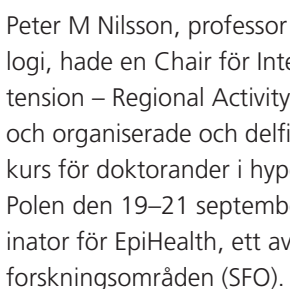 Peter M Nilsson, professor
logi, hade en Chair för Inte
tension – Regional Activity
och organiserade och delfi
kurs för doktorander i hype
Polen den 19–21 septemb
inator för EpiHealth, ett av
forskningsområden (SFO).